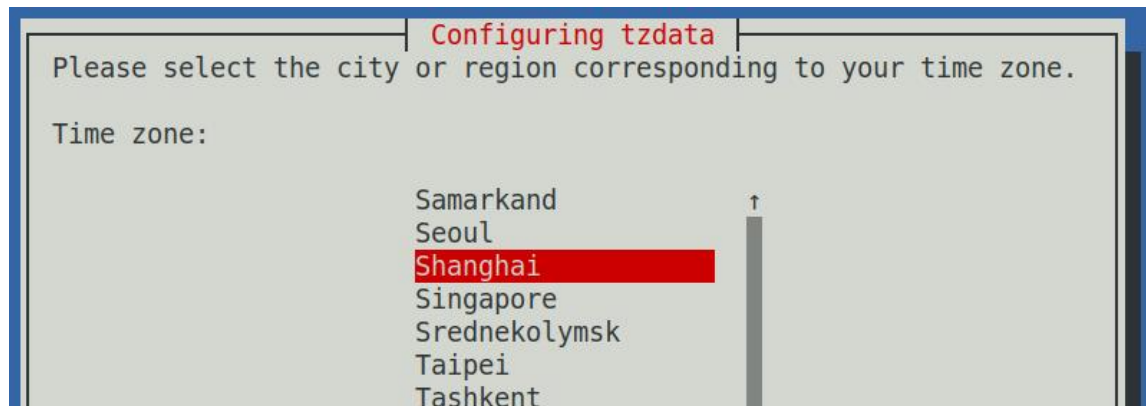 Configuring tzdata
Please select the city or region corresponding to your time zone.
Time zone:
Samarkand
Seoul
Shanghai
Singapore
Srednekolymsk
Taipei
Tashkent